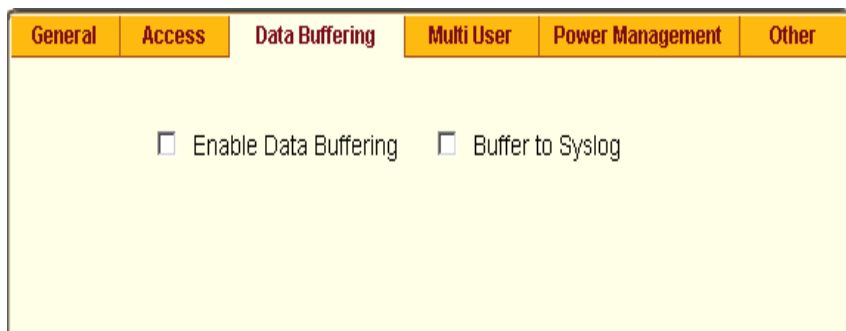 General Access Data Buffering Multi User Power Management Other
Enable Data Buffering Buffer to Syslog